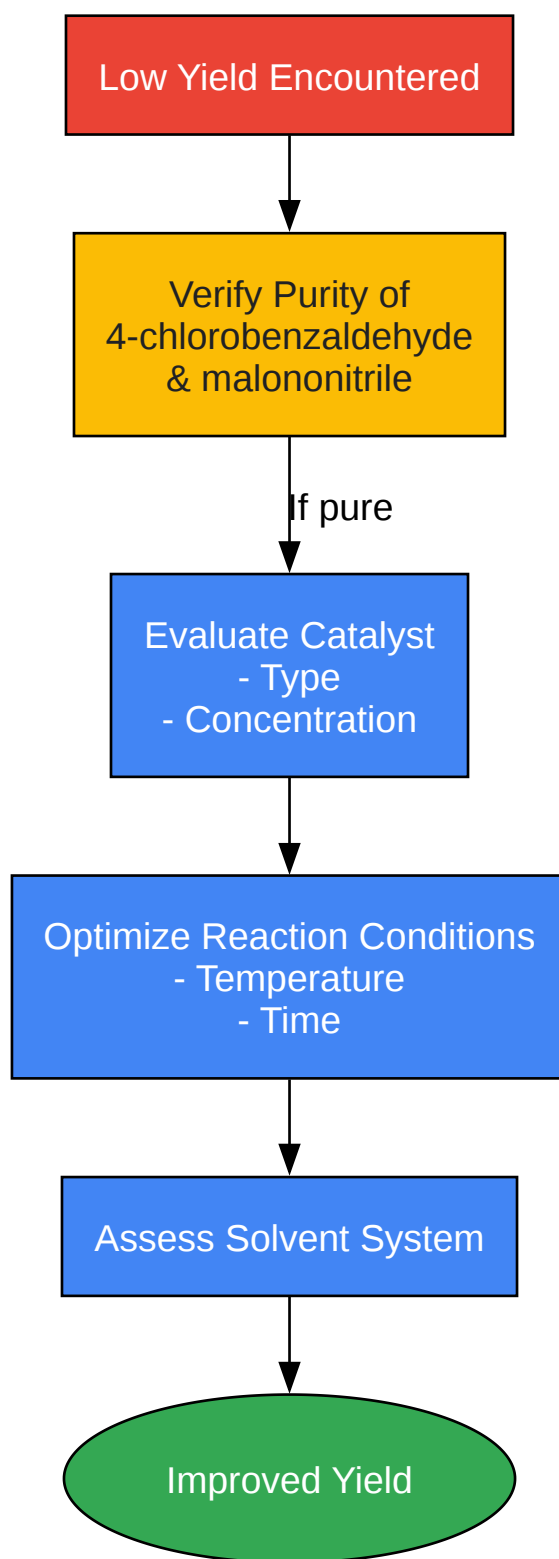 Low Yield Encountered
Verify Purity of
4-chlorobenzaldehyde
& malononitrile
If pure
Evaluate Catalyst
- Type
- Concentration
Optimize Reaction Conditions
- Temperature
- Time
Assess Solvent System
Improved Yield